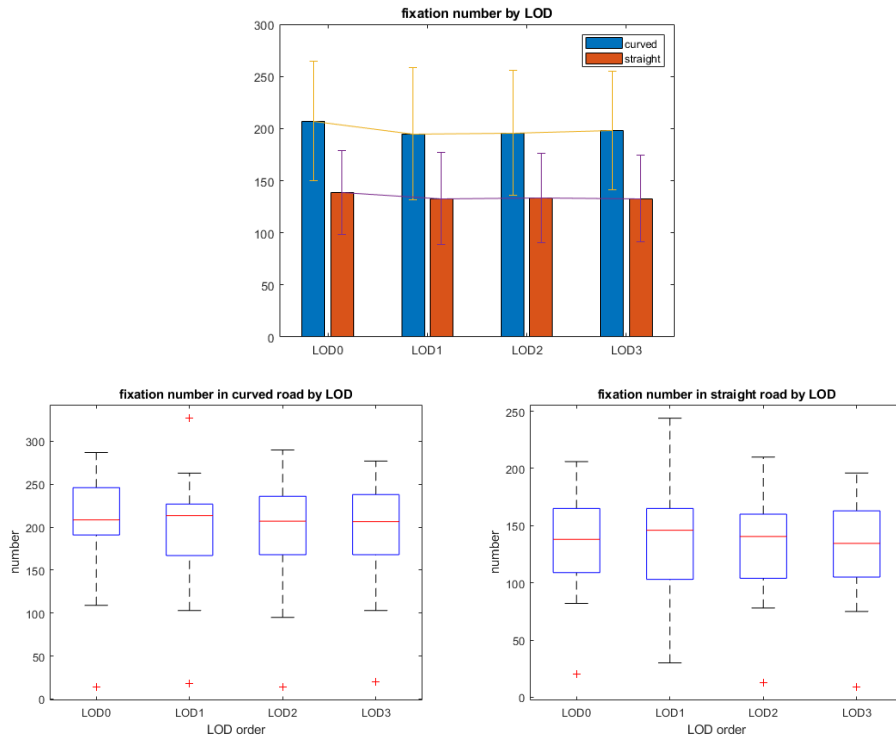 fixation number by LOD
300
250
200
150
100
50
0
curved
straight
LOD0 LOD1 LOD2 LOD3
fixation number in curved road by LOD
number
300
250
200
150
100
50
0
LOD0 LOD1 LOD2 LOD3
LOD order
fixation number in straight road by LOD
number
250
200
150
100
50
0
LOD0 LOD1 LOD2 LOD3
LOD order